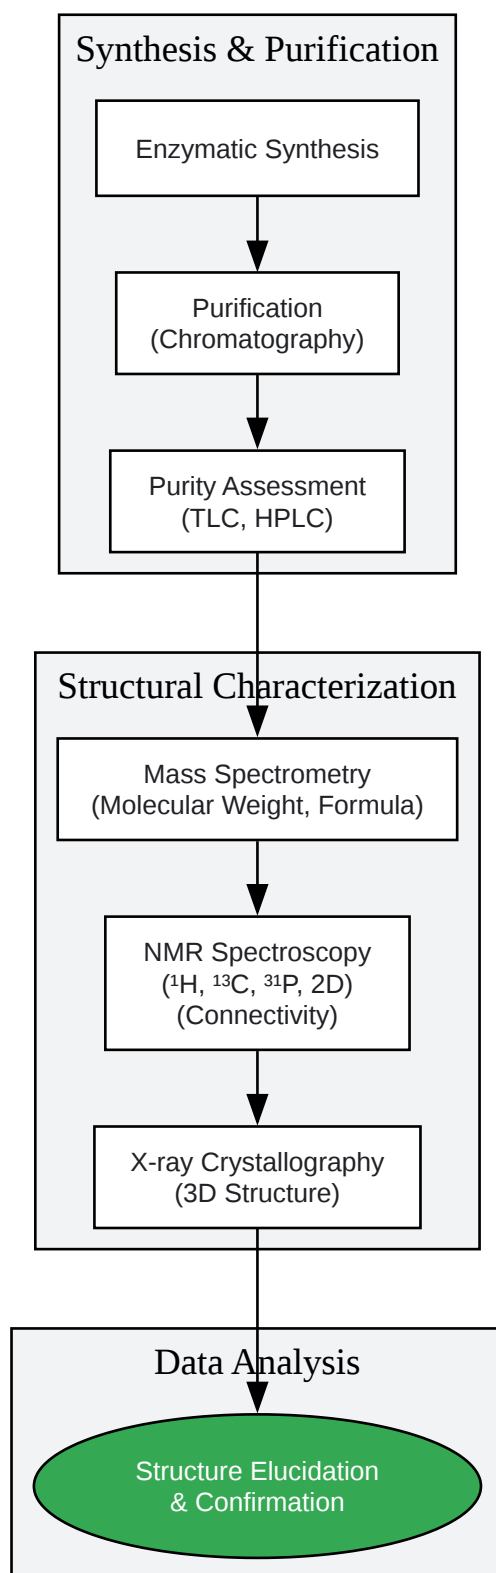 Synthesis & Purification
Enzymatic Synthesis
Purification
(Chromatography)
Purity Assessment
(TLC, HPLC)
Structural Characterization
Mass Spectrometry
(Molecular Weight, Formula)
NMR Spectroscopy
(¹H, ¹³C, ³¹P, 2D)
(Connectivity)
X-ray Crystallography
(3D Structure)
Data Analysis
Structure Elucidation
& Confirmation